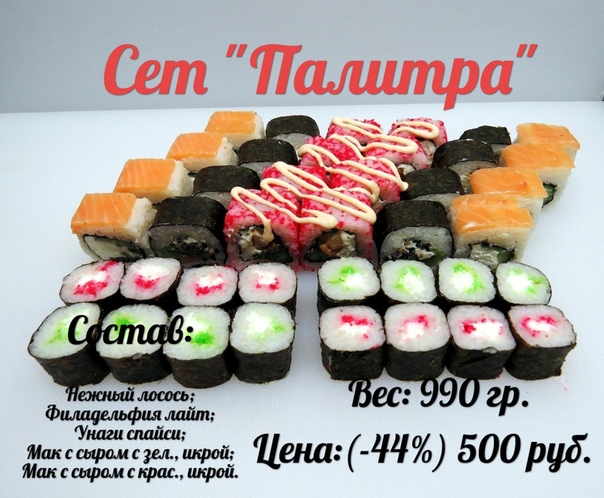 Сет "Палитра"
Состав:
Нежный лосось;
Филадельфия лайт;
Унаги спайси;
Мак с сыром с зел., икрой;
Мак с сыром с крас., икрой.
Вес: 990 гр.
Цена: (-44%) 500 руб.